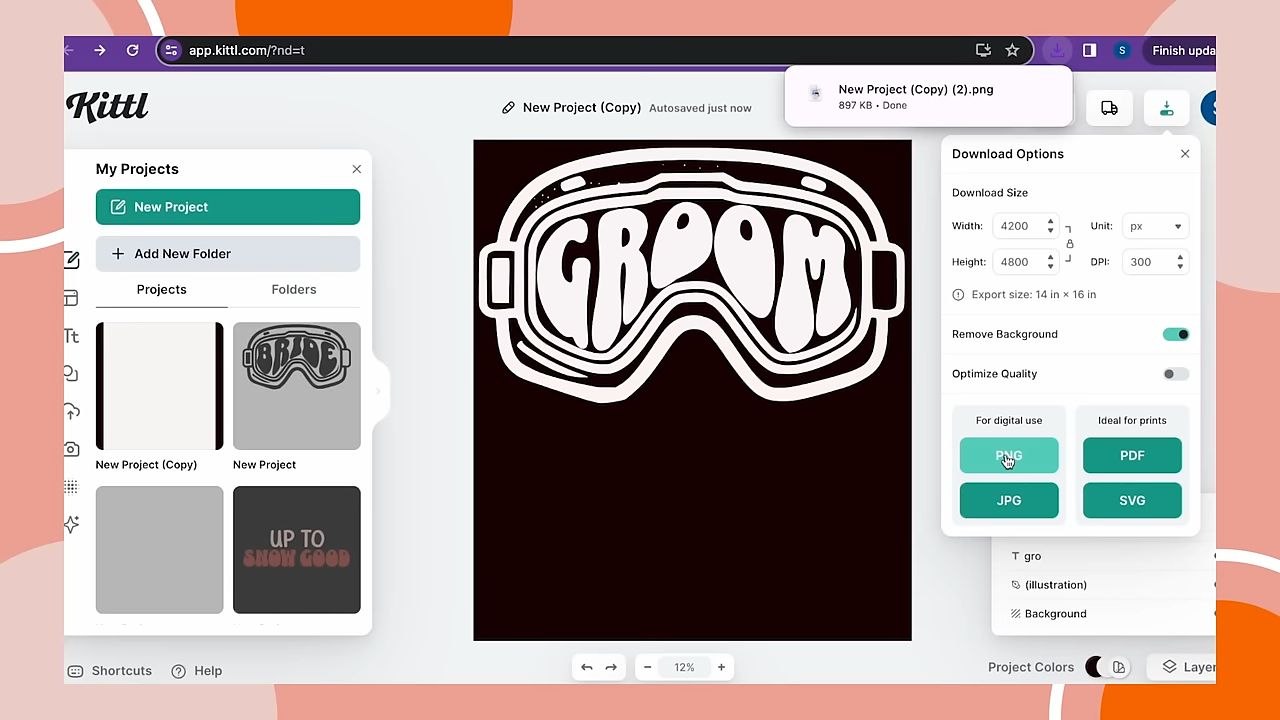 app.kittl.com/?nd=t
S
Finish upda
New Project (Copy) (2).png
897 KB • Done
Kittl
New Project (Copy) Autosaved just now
S
My Projects
New Project
Add New Folder
Projects Folders
BRIDE
New Project (Copy) New Project
UP TO
SNOW GOOD
Shortcuts
Help
Tt
GROOM
12%
Download Options
Download Size
Width: 4200 Unit: px
Height: 4800 DPI: 300
Export size: 14 in × 16 in
Remove Background
Optimize Quality
For digital use Ideal for prints
PNG PDF
JPG SVG
T gro
(illustration)
Background
Project Colors
Layer